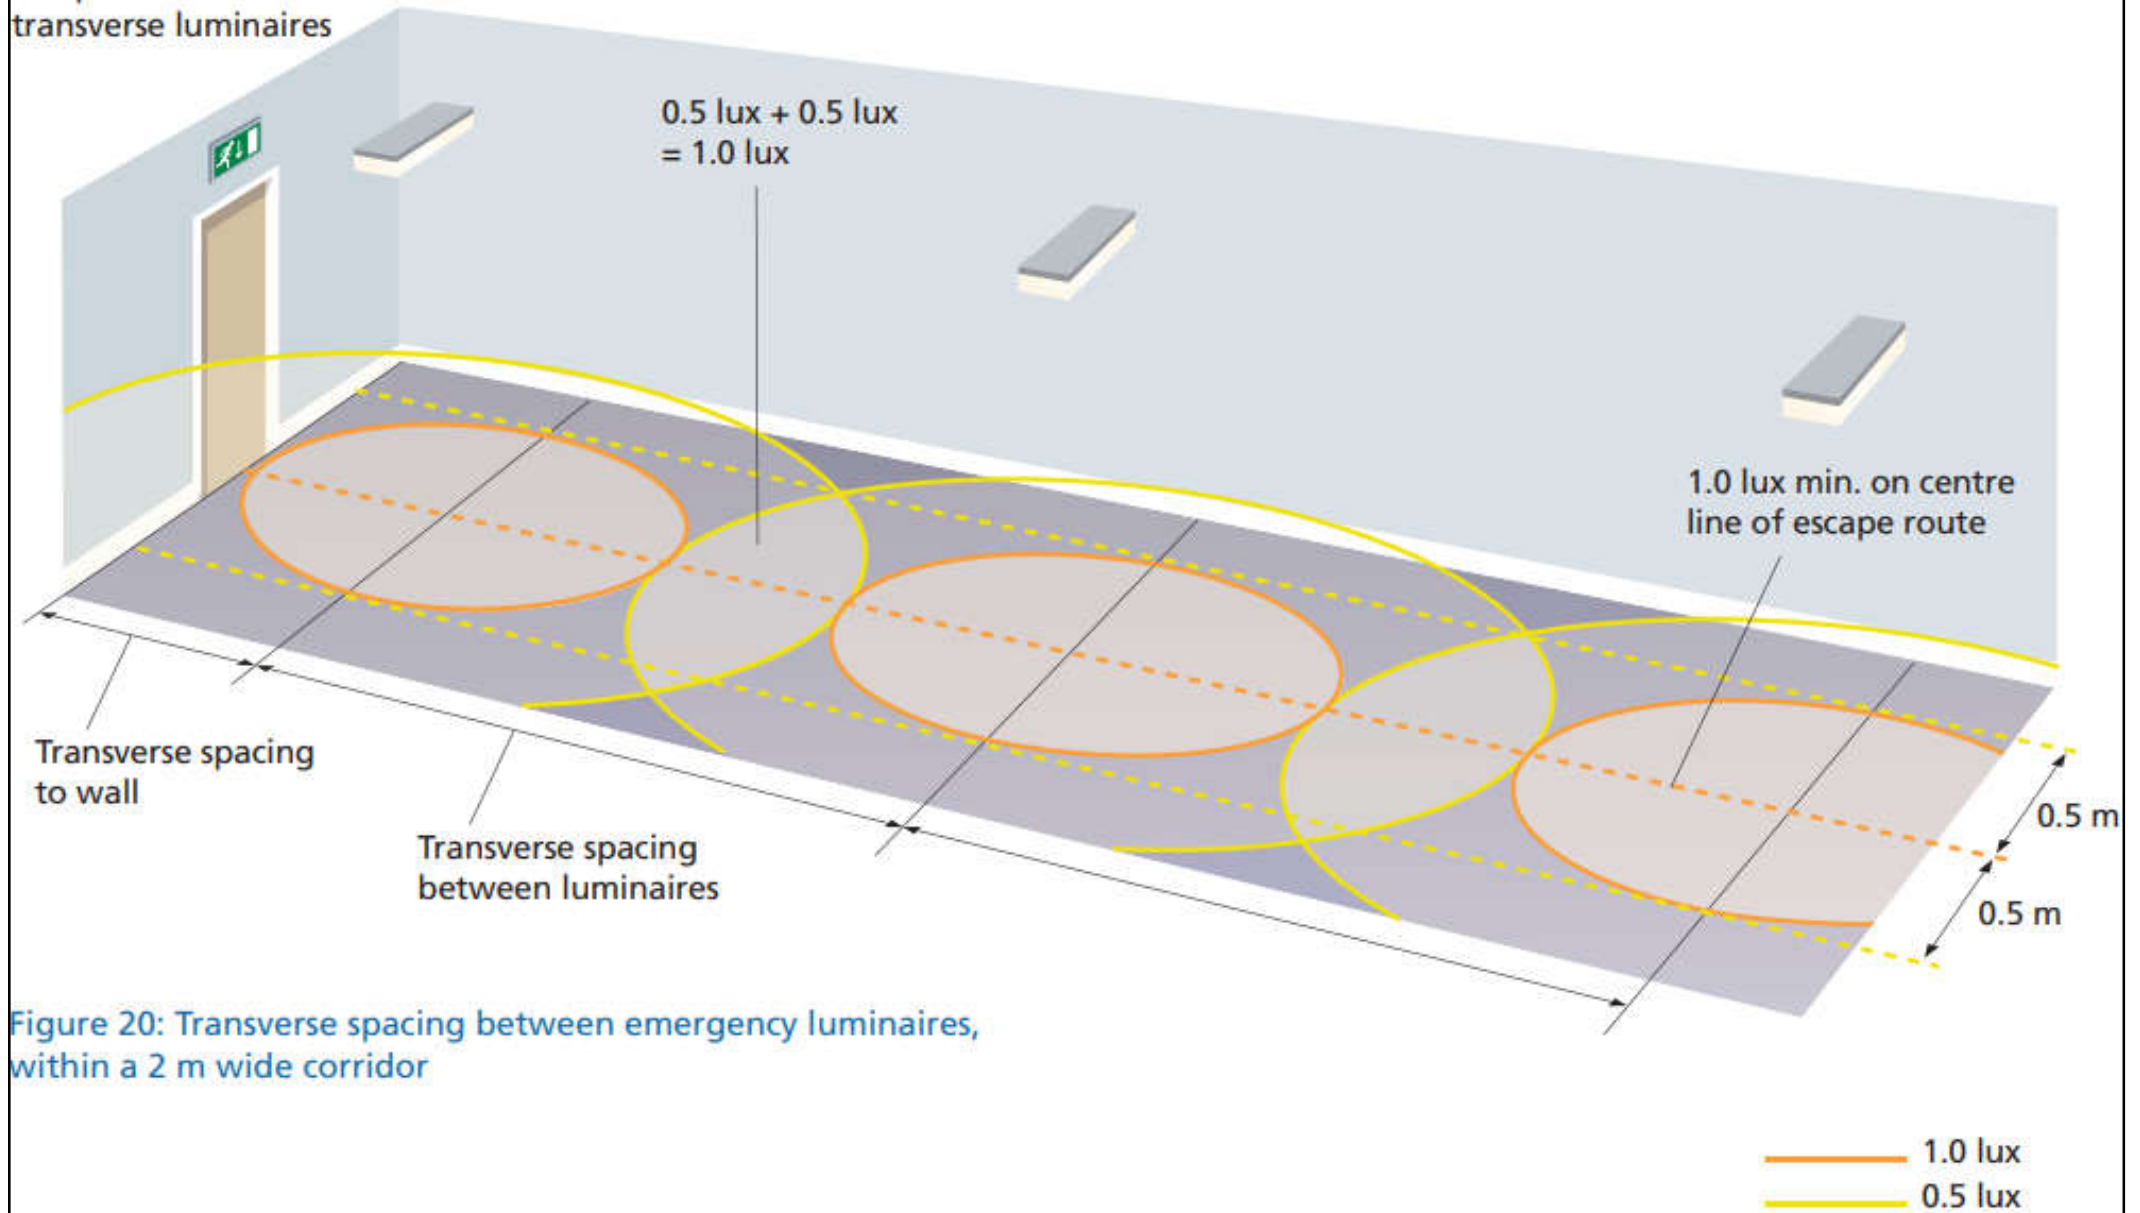 transverse luminaires
0.5 lux + 0.5 lux
= 1.0 lux
1.0 lux min. on centre
line of escape route
Transverse spacing
to wall
Transverse spacing
between luminaires
0.5 m
0.5 m
Figure 20: Transverse spacing between emergency luminaires,
within a 2 m wide corridor
1.0 lux
0.5 lux